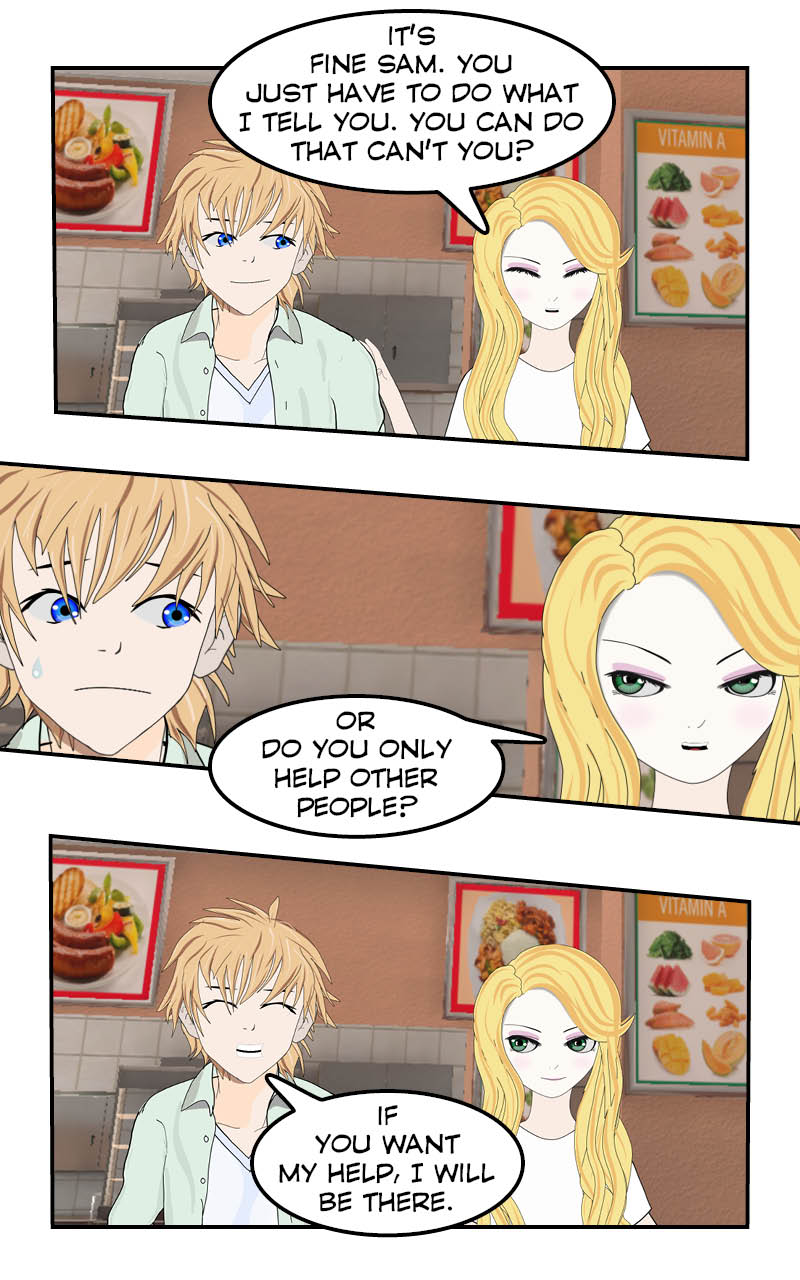 IT'S
FINE SAM. YOU
JUST HAVE TO DO WHAT
I TELL YOU. YOU CAN DO
THAT CAN'T YOU?
VITAMIN A
OR
DO YOU ONLY
HELP OTHER
PEOPLE?
VITAMIN A
IF
YOU WANT
MY HELP, I WILL
BE THERE.